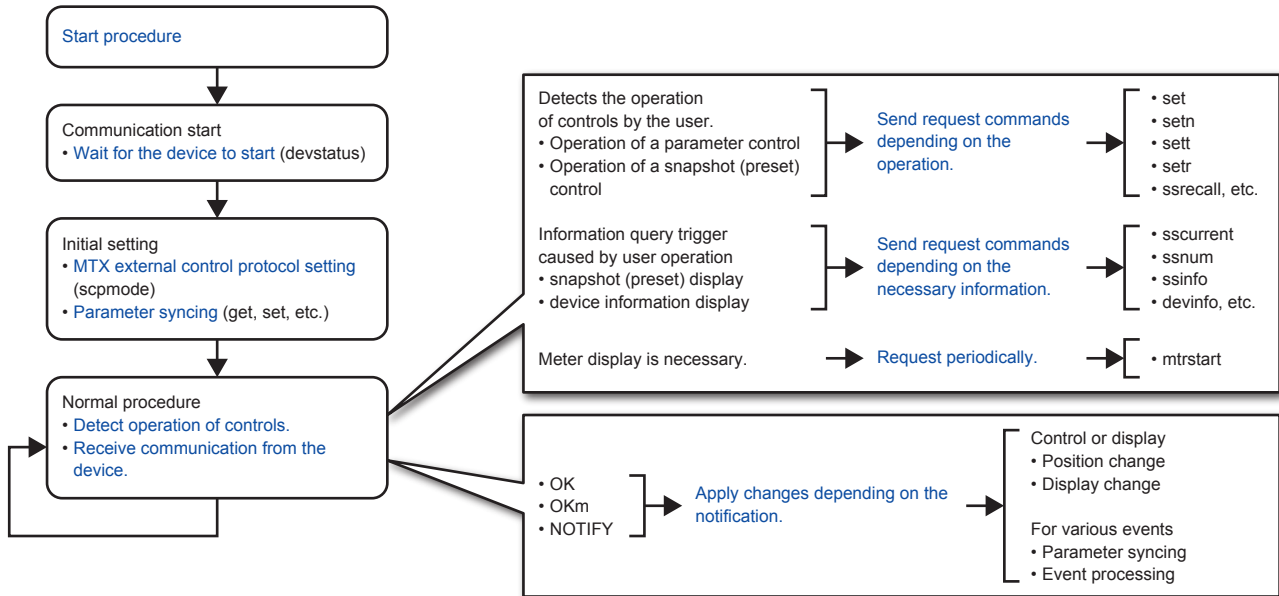 Start procedure
Communication start
• Wait for the device to start (devstatus)
Initial setting
• MTX external control protocol setting
(scpmode)
• Parameter syncing (get, set, etc.)
Normal procedure
• Detect operation of controls.
• Receive communication from the
device.
Detects the operation
of controls by the user.
• Operation of a parameter control
• Operation of a snapshot (preset)
control
Send request commands
depending on the
operation.
• set
• setn
• sett
• setr
• ssrecall, etc.
Information query trigger
caused by user operation
• snapshot (preset) display
• device information display
Send request commands
depending on the
necessary information.
• sscurrent
• ssnum
• ssinfo
• devinfo, etc.
Meter display is necessary.
Request periodically.
• mtrstart
• OK
• OKm
• NOTIFY
Apply changes depending on the
notification.
Control or display
• Position change
• Display change
For various events
• Parameter syncing
• Event processing